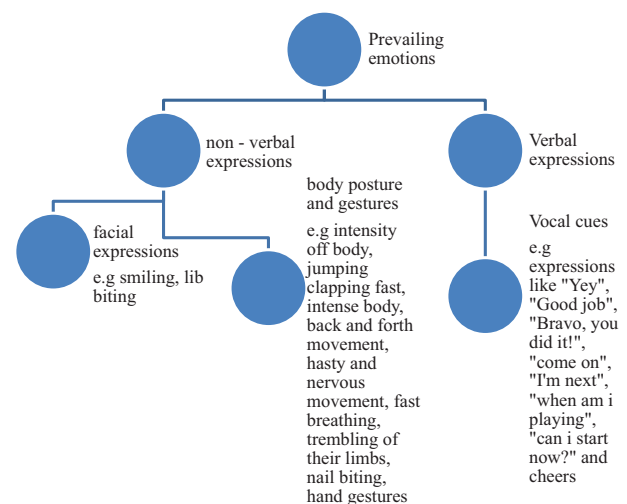 Prevailing
emotions
non - verbal
expressions
Verbal
expressions
facial
expressions
e.g smiling, lib
biting
body posture
and gestures
e.g intensity
off body,
jumping
clapping fast,
intense body,
back and forth
movement,
hasty and
nervous
movement, fast
breathing,
trembling of
their limbs,
nail biting,
hand gestures
Vocal cues
e.g
expressions
like "Yey",
"Good job",
"Bravo, you
did it!",
"come on",
"I'm next",
"when am i
playing",
"can i start
now?" and
cheers